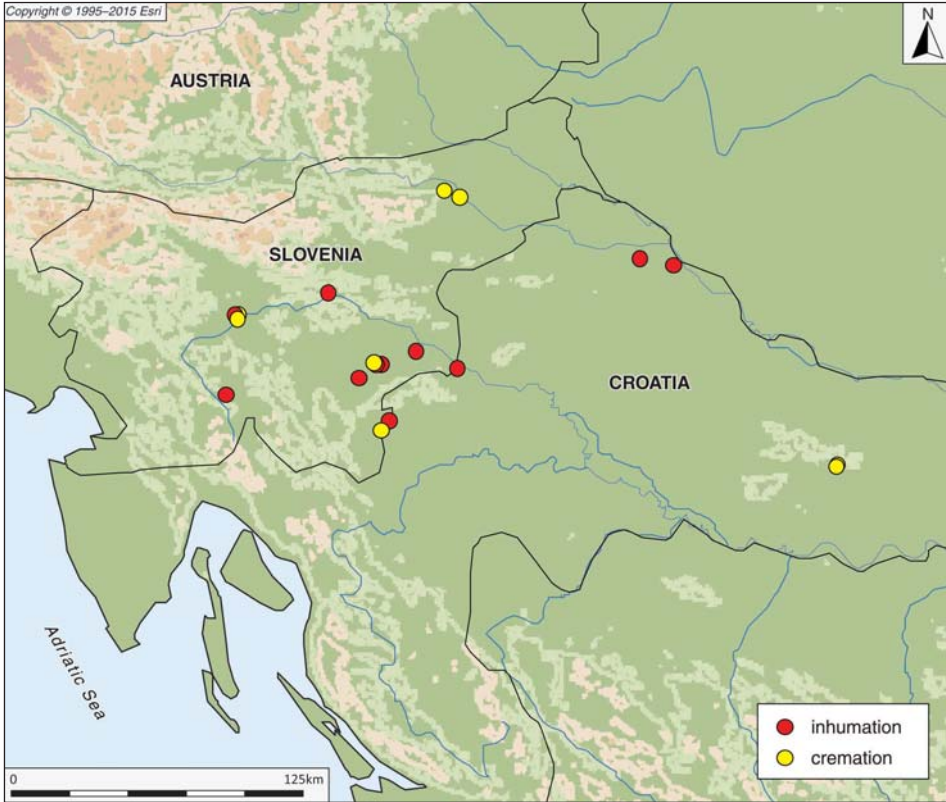 Copyright © 1995–2015 Esri
N
AUSTRIA
SLOVENIA
CROATIA
Adriatic Sea
inhumation
cremation
0 125km